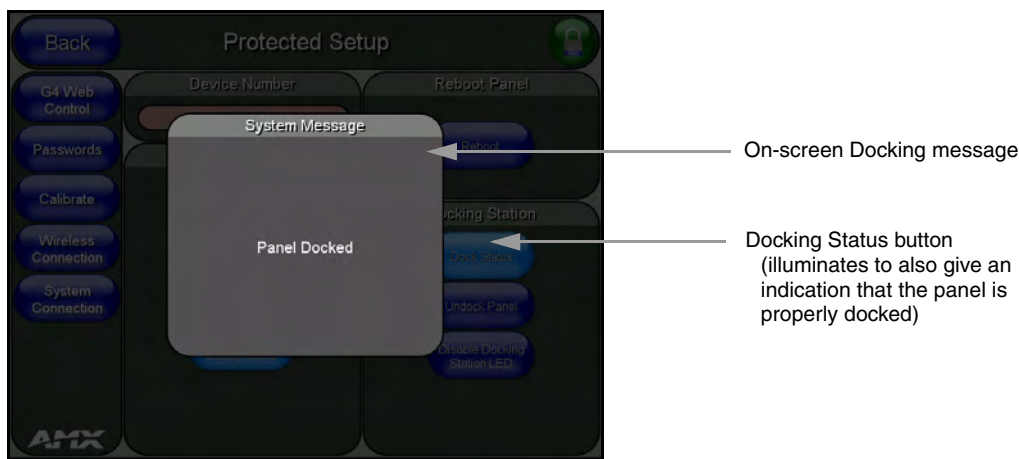 Back
Protected Setup
G4 Web
Control
Passwords
Calibrate
Wireless
Connection
System
Connection
AMX
Device Number
Reboot Panel
Reboot
System Message
Panel Docked
cking Station
Dock Status
Undock Panel
Disable Docking
Station LED
On-screen Docking message
Docking Status button
(illuminates to also give an
indication that the panel is
properly docked)